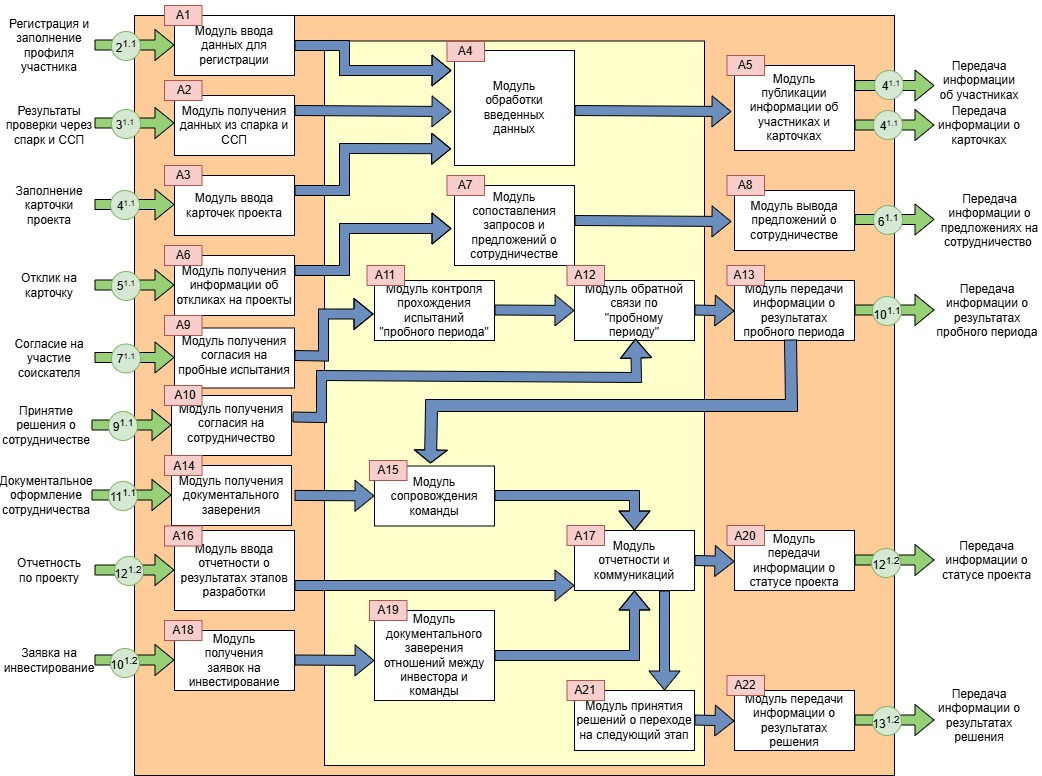 Регистрация и
заполнение
профиля
участника
2^1.1
A1
Модуль ввода
данных для
регистрации
Результаты
проверки через
спарк и ССП
3^1.1
A2
Модуль получения
данных из спарка и
ССП
Заполнение
карточки
проекта
4^1.1
A3
Модуль ввода
карточек проекта
A4
Модуль
обработки
введенных
данных
A5
Модуль
публикации
информации об
участниках и
карточках
4^1.1
Передача
информации
об участниках
4^1.1
Передача
информации о
карточках
Отклик на
карточку
5^1.1
A6
Модуль получения
информации об
откликах на проекты
A7
Модуль
сопоставления
запросов и
предложений о
сотрудничестве
A8
Модуль вывода
предложений о
сотрудничестве
6^1.1
Передача
информации о
предложениях на
сотрудничество
Согласие на
участие
соискателя
7^1.1
A9
Модуль получения
согласия на
пробные испытания
A11
Модуль контроля
прохождения
испытаний
"пробного периода"
A12
Модуль обратной
связи по
"пробному
периоду"
A13
Модуль передачи
информации о
результатах
пробного периода
10^1.1
Передача
информации о
результатах
пробного периода
Принятие
решения о
сотрудничестве
9^1.1
A10
Модуль получения
согласия на
сотрудничество
Документальное
оформление
сотрудничества
11^1.1
A14
Модуль получения
документального
заверения
A15
Модуль
сопровождения
команды
Отчетность
по проекту
12^1.2
A16
Модуль ввода
отчетности о
результатах этапов
разработки
A17
Модуль
отчетности и
коммуникаций
A20
Модуль
передачи
информации о
статусе проекта
12^1.2
Передача
информации о
статусе проекта
Заявка на
инвестирование
10^1.2
A18
Модуль
получения
заявок на
инвестирование
A19
Модуль
документального
заверения
отношений между
инвестора и
команды
A21
Модуль принятия
решений о переходе
на следующий этап
A22
Модуль передачи
информации о
результатах
решения
13^1.2
Передача
информации о
результатах
решения